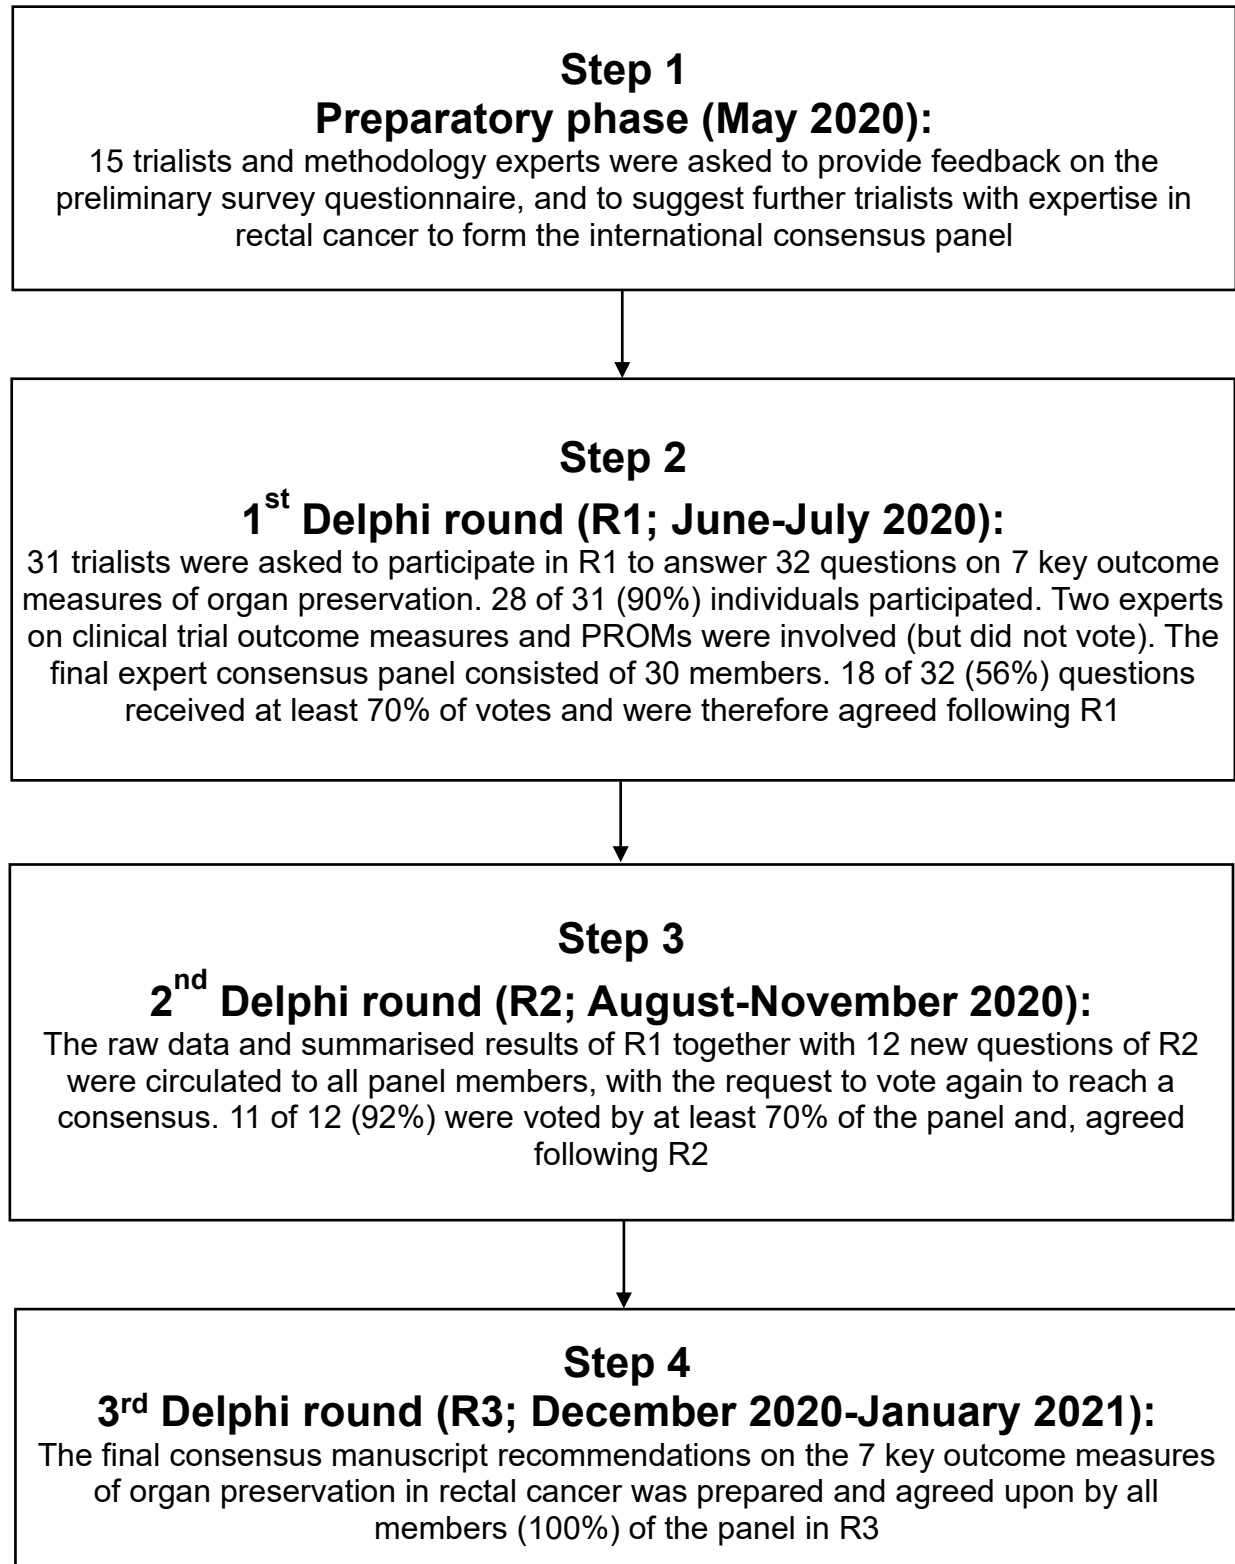 Step 1
Preparatory phase (May 2020):
15 trialists and methodology experts were asked to provide feedback on the
preliminary survey questionnaire, and to suggest further trialists with expertise in
rectal cancer to form the international consensus panel
Step 2
1st Delphi round (R1; June-July 2020):
31 trialists were asked to participate in R1 to answer 32 questions on 7 key outcome
measures of organ preservation. 28 of 31 (90%) individuals participated. Two experts
on clinical trial outcome measures and PROMs were involved (but did not vote). The
final expert consensus panel consisted of 30 members. 18 of 32 (56%) questions
received at least 70% of votes and were therefore agreed following R1
Step 3
2nd Delphi round (R2; August-November 2020):
The raw data and summarised results of R1 together with 12 new questions of R2
were circulated to all panel members, with the request to vote again to reach a
consensus. 11 of 12 (92%) were voted by at least 70% of the panel and, agreed
following R2
Step 4
3rd Delphi round (R3; December 2020-January 2021):
The final consensus manuscript recommendations on the 7 key outcome measures
of organ preservation in rectal cancer was prepared and agreed upon by all
members (100%) of the panel in R3